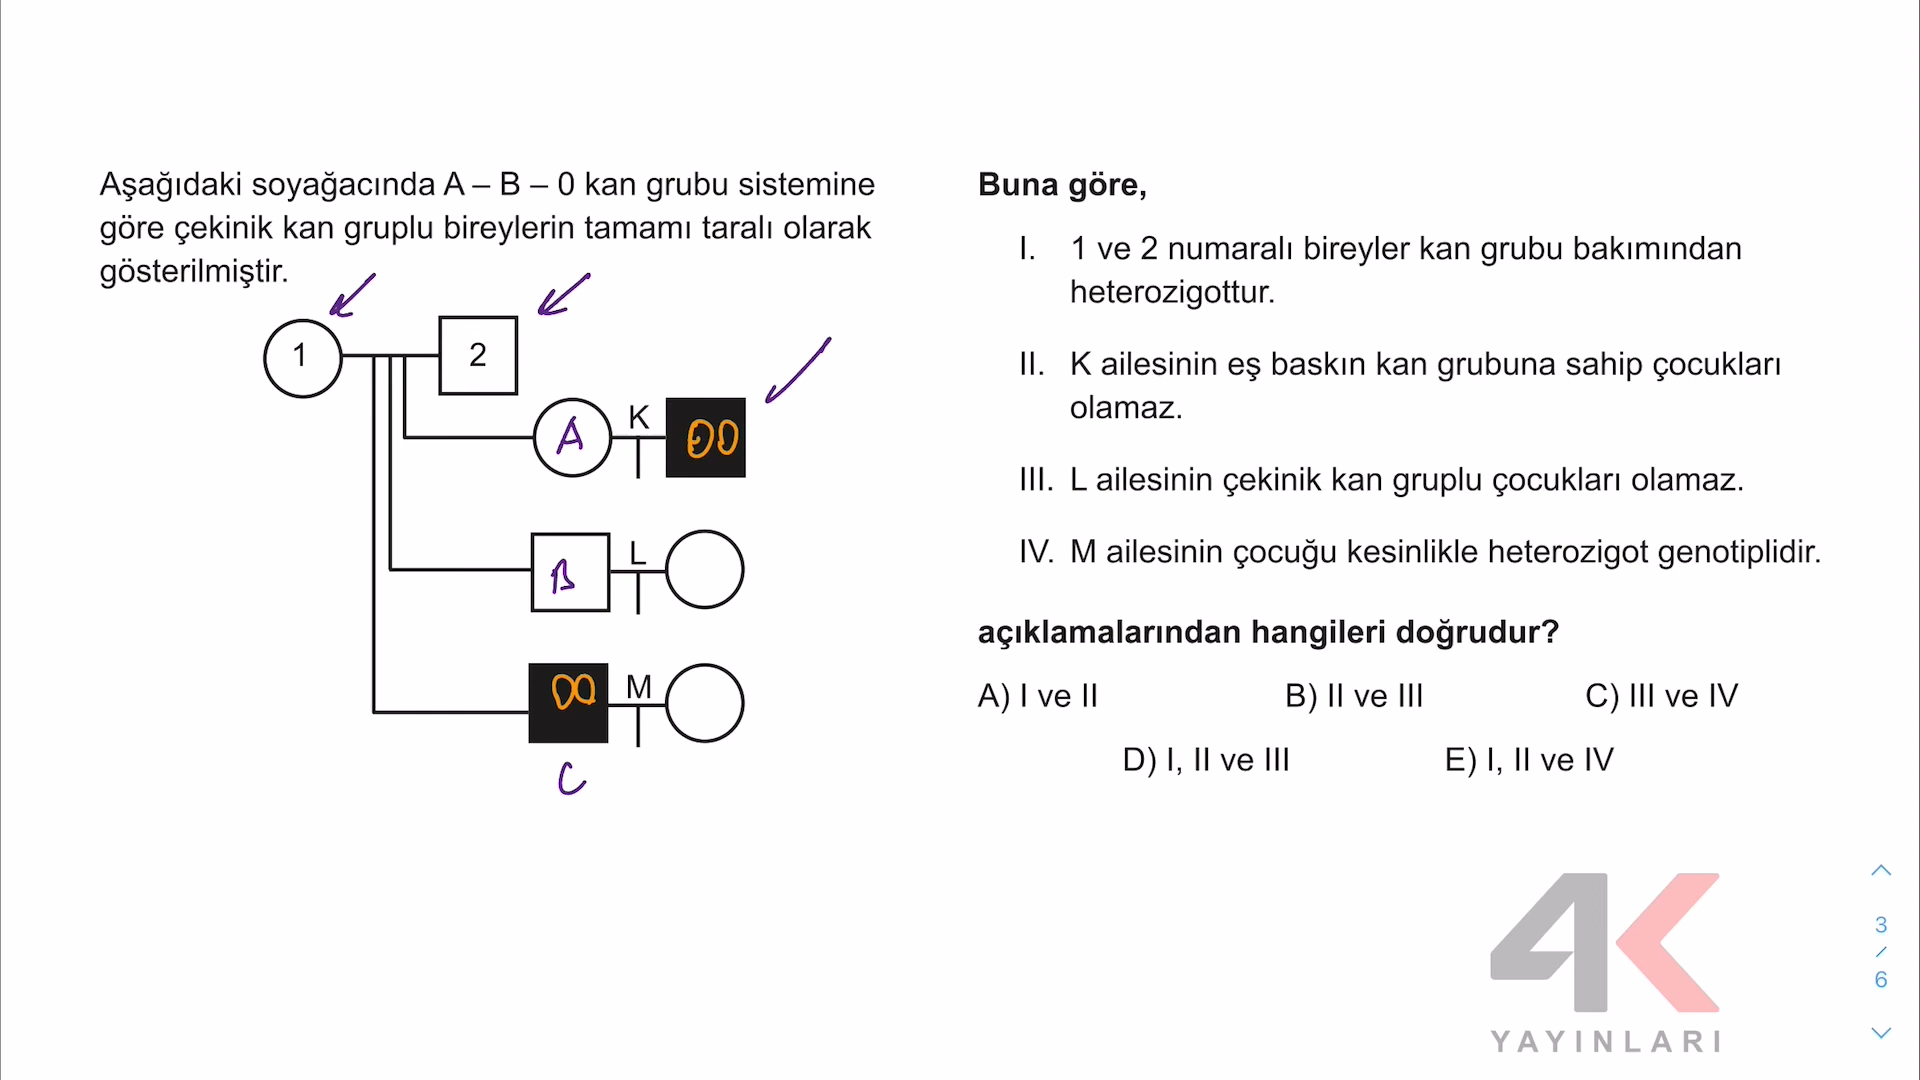 Aşağıdaki soyağacında A – B – 0 kan grubu sistemine
göre çekinik kan gruplu bireylerin tamamı taralı olarak
gösterilmiştir.
1
2
A
K
00
B
L
00
M
C
Buna göre,
I. 1 ve 2 numaralı bireyler kan grubu bakımından
heterozigottur.
II. K ailesinin eş baskın kan grubuna sahip çocukları
olamaz.
III. L ailesinin çekinik kan gruplu çocukları olamaz.
IV. M ailesinin çocuğu kesinlikle heterozigot genotiplidir.
açıklamalarından hangileri doğrudur?
A) I ve II B) II ve III C) III ve IV
D) I, II ve III E) I, II ve IV
4K
YAYINLARI
3
/
6